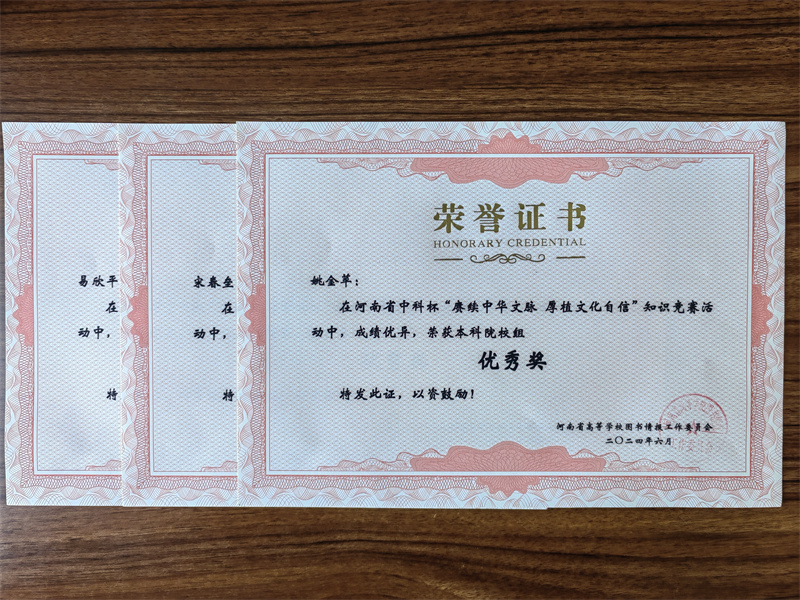 易欣平
在
动中，
特
宋春
在
动中，
特
荣誉证书
HONORARY CREDENTIAL
姚金苹：
在河南省中科杯“赓续中华文脉 厚植文化自信”知识竞赛活
动中，成绩优异，荣获本科院校组
优秀奖
特发此证，以资鼓励！
河南省高等学校图书情报工作委员会
二〇二四年六月